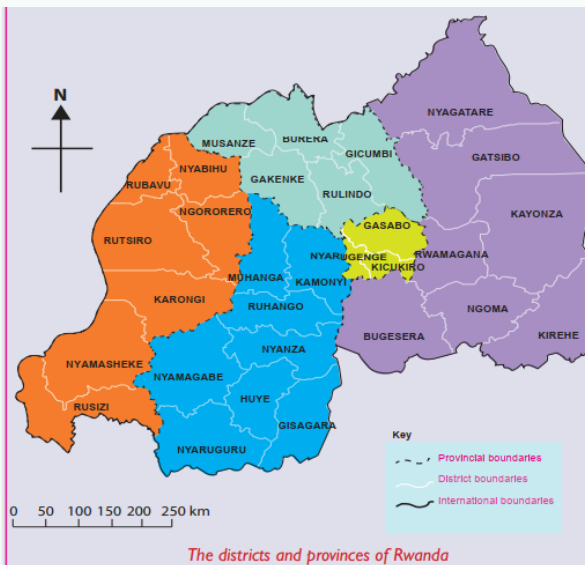 N
NYAGATARE
BURERA
MUSANZE
GICUMBI
GATSIBO
NYABIHU
GAKENKE
RUBAVU
RULINDO
NGORORERO
KAYONZA
GASABO
RUTSIRO
NYARUGENGE
RWAMAGANA
KICUKIRO
MUHANGA
KAMONYI
KARONGI
RUHANGO
NGOMA
BUGESERA
KIREHE
NYANZA
NYAMASHEKE
NYAMAGABE
HUYE
RUSIZI
GISAGARA
NYARUGURU
Key
Provincial boundaries
District boundaries
International boundaries
0 50 100 150 200 250 km
The districts and provinces of Rwanda